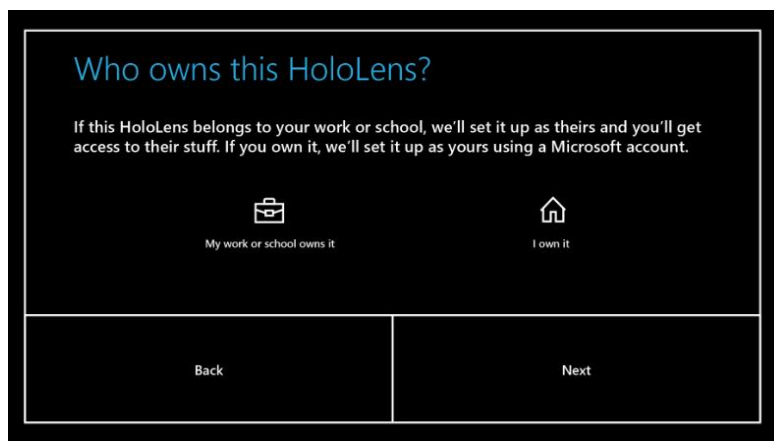 Who owns this HoloLens?
If this HoloLens belongs to your work or school, we'll set it up as theirs and you'll get
access to their stuff. If you own it, we'll set it up as yours using a Microsoft account.
My work or school owns it
I own it
Back
Next